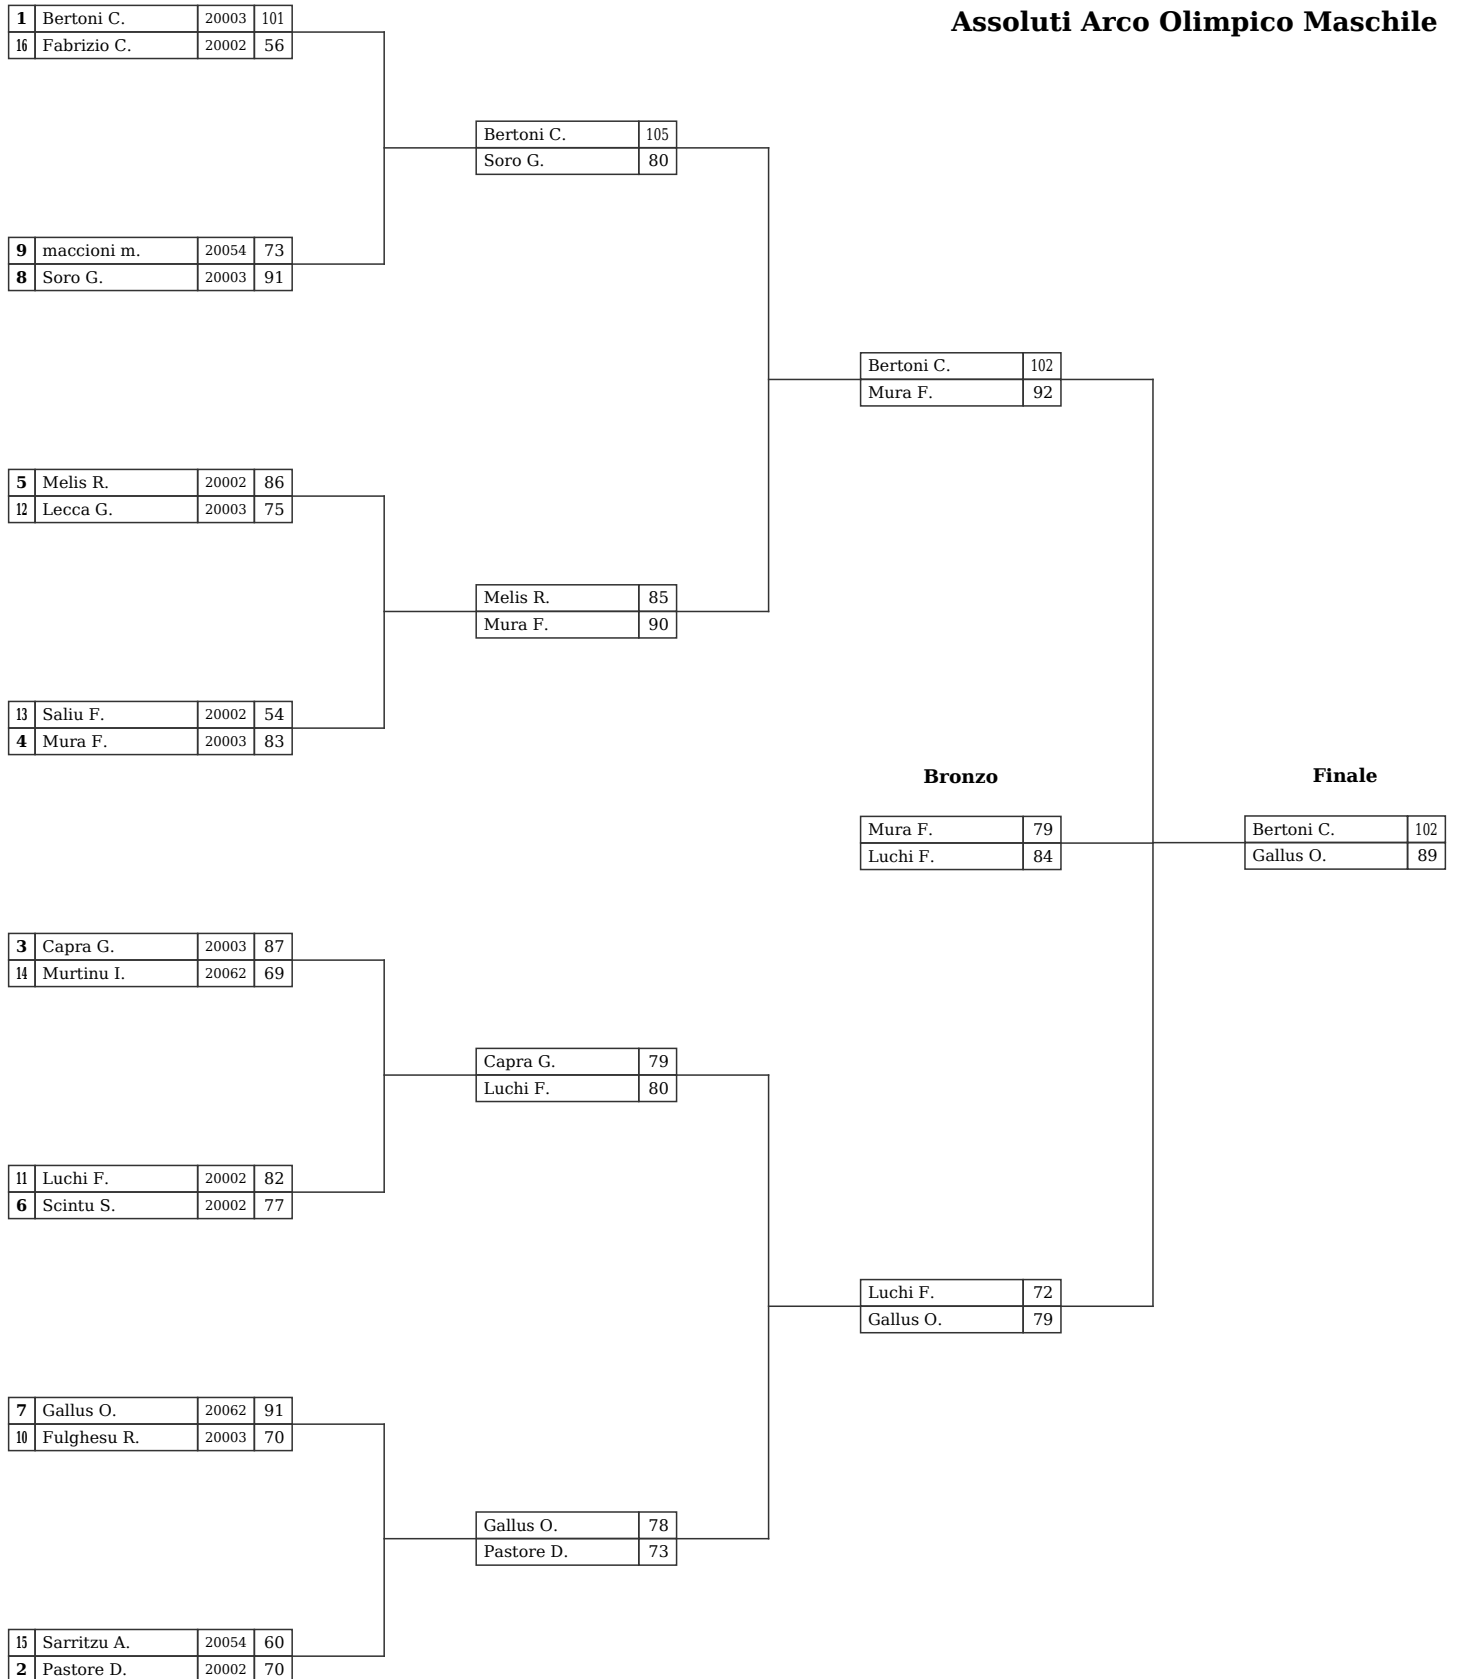 Assoluti Arco Olimpico Maschile
1 Bertoni C. 20003 101
16 Fabrizio C. 20002 56
Bertoni C. 105
Soro G. 80
9 maccioni m. 20054 73
8 Soro G. 20003 91
Bertoni C. 102
Mura F. 92
5 Melis R. 20002 86
12 Lecca G. 20003 75
Melis R. 85
Mura F. 90
13 Saliu F. 20002 54
4 Mura F. 20003 83
Bronzo
Finale
Mura F. 79
Luchi F. 84
Bertoni C. 102
Gallus O. 89
3 Capra G. 20003 87
14 Murtinu I. 20062 69
Capra G. 79
Luchi F. 80
11 Luchi F. 20002 82
6 Scintu S. 20002 77
Luchi F. 72
Gallus O. 79
7 Gallus O. 20062 91
10 Fulghesu R. 20003 70
Gallus O. 78
Pastore D. 73
15 Sarritzu A. 20054 60
2 Pastore D. 20002 70